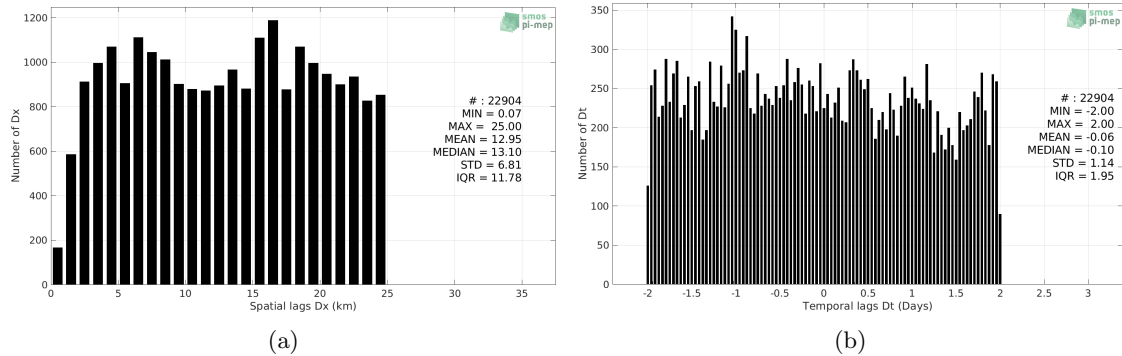 1200
1000
800
600
400
200
0
Number of Dx
smos
pi-mep
# : 22904
MIN = 0.07
MAX = 25.00
MEAN = 12.95
MEDIAN = 13.10
STD = 6.81
IQR = 11.78
0 5 10 15 20 25 30 35
Spatial lags Dx (km)
(a)
350
300
250
200
150
100
50
0
Number of Dt
smos
pi-mep
# : 22904
MIN = -2.00
MAX = 2.00
MEAN = -0.06
MEDIAN = -0.10
STD = 1.14
IQR = 1.95
-2 -1.5 -1 -0.5 0 0.5 1 1.5 2 2.5 3
Temporal lags Dt (Days)
(b)